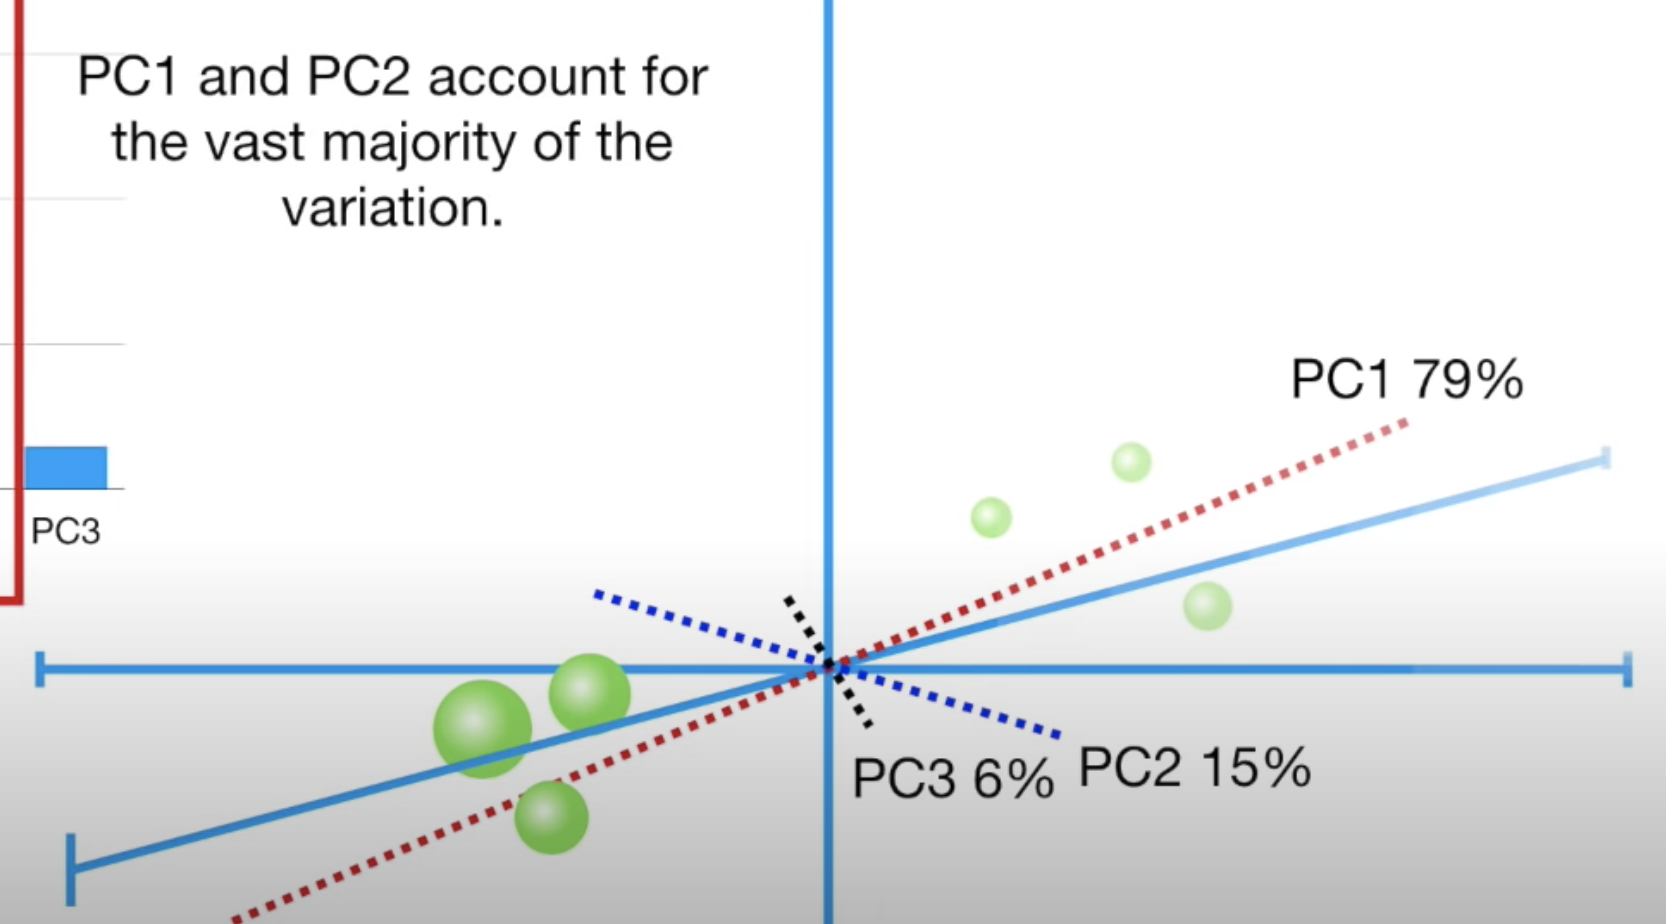 PC1 and PC2 account for
the vast majority of the
variation.
PC1 79%
PC3
PC3 6%
PC2 15%